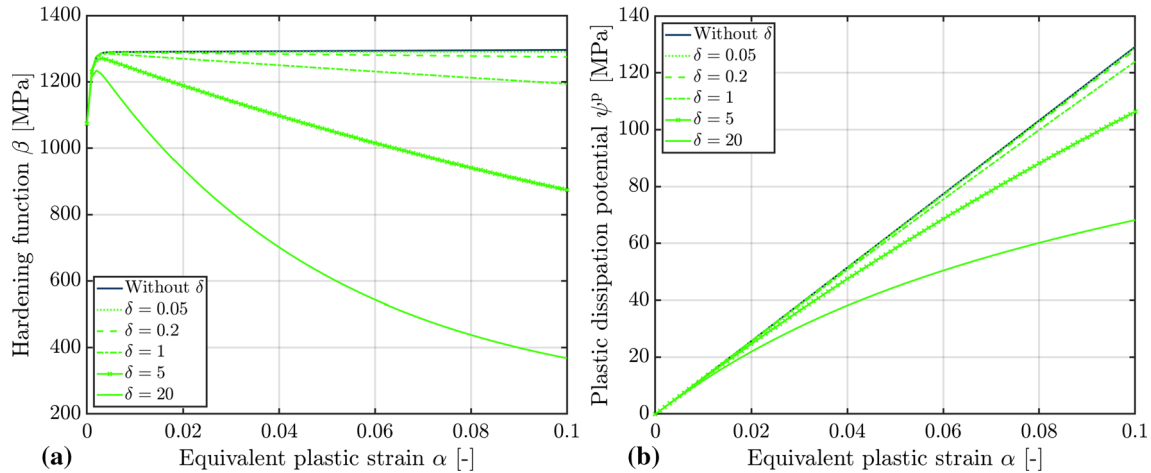 1400
1200
1000
800
600
400
200
Hardening function β [MPa]
Without δ
δ = 0.05
δ = 0.2
δ = 1
δ = 5
δ = 20
0 0.02 0.04 0.06 0.08 0.1
(a) Equivalent plastic strain α [-]
140
120
100
80
60
40
20
0
Plastic dissipation potential ψᵖ [MPa]
Without δ
δ = 0.05
δ = 0.2
δ = 1
δ = 5
δ = 20
0 0.02 0.04 0.06 0.08 0.1
(b) Equivalent plastic strain α [-]